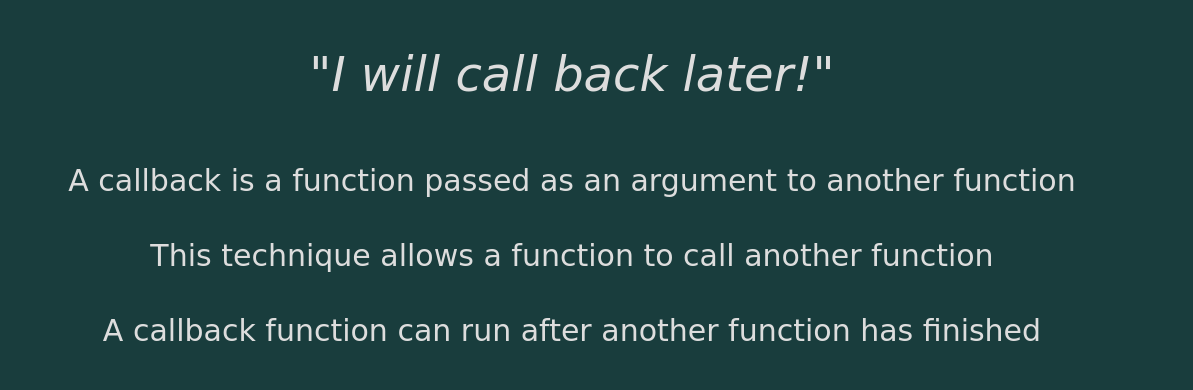 "I will call back later!"
A callback is a function passed as an argument to another function
This technique allows a function to call another function
A callback function can run after another function has finished